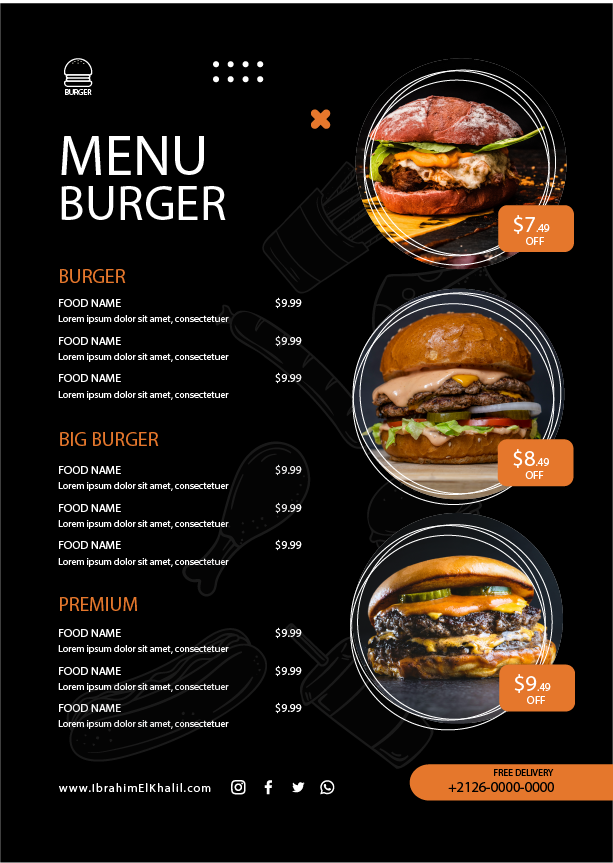 BURGER
MENU
BURGER
$7.49
OFF
BURGER
FOOD NAME $9.99
Lorem ipsum dolor sit amet, consectetuer
FOOD NAME $9.99
Lorem ipsum dolor sit amet, consectetuer
FOOD NAME $9.99
Lorem ipsum dolor sit amet, consectetuer
$8.49
OFF
BIG BURGER
FOOD NAME $9.99
Lorem ipsum dolor sit amet, consectetuer
FOOD NAME $9.99
Lorem ipsum dolor sit amet, consectetuer
FOOD NAME $9.99
Lorem ipsum dolor sit amet, consectetuer
PREMIUM
FOOD NAME $9.99
Lorem ipsum dolor sit amet, consectetuer
FOOD NAME $9.99
Lorem ipsum dolor sit amet, consectetuer
FOOD NAME $9.99
Lorem ipsum dolor sit amet, consectetuer
$9.49
OFF
www.IbrahimElKhalil.com
FREE DELIVERY
+2126-0000-0000